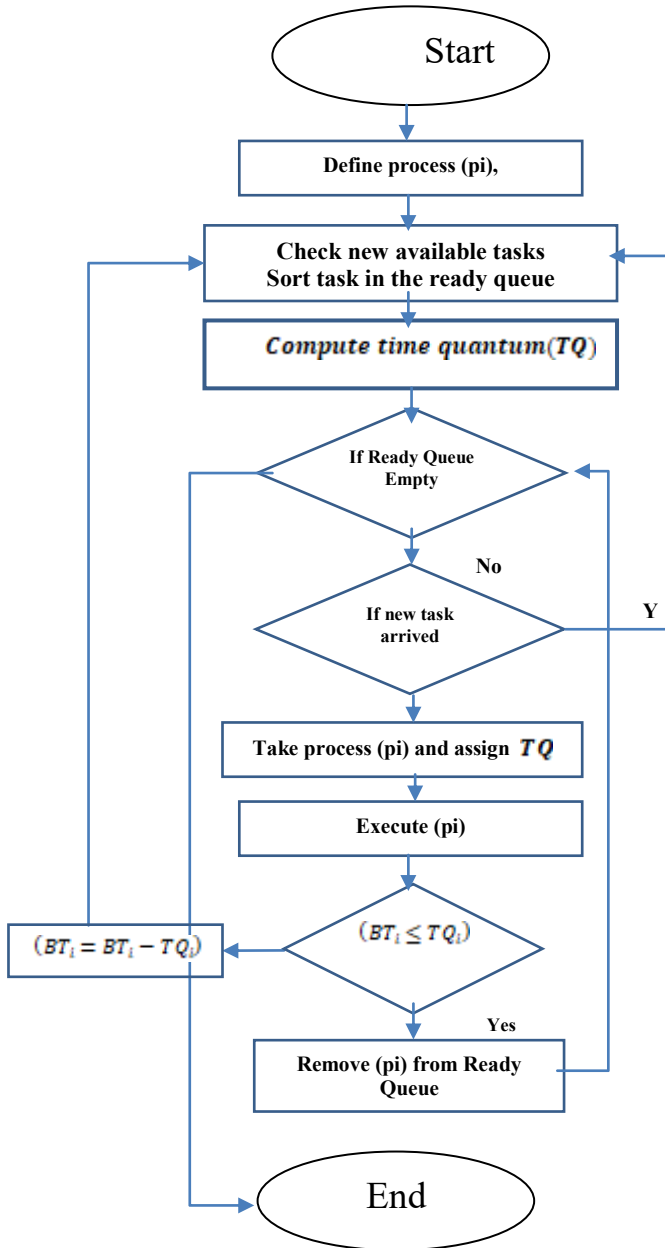 Start
Define process (pi),
Check new available tasks
Sort task in the ready queue
Compute time quantum(TQ)
If Ready Queue
Empty
No
If new task
arrived
Y
Take process (pi) and assign TQ
Execute (pi)
(BTᵢ ≤ TQᵢ)
(BTᵢ = BTᵢ − TQᵢ)
Yes
Remove (pi) from Ready
Queue
End